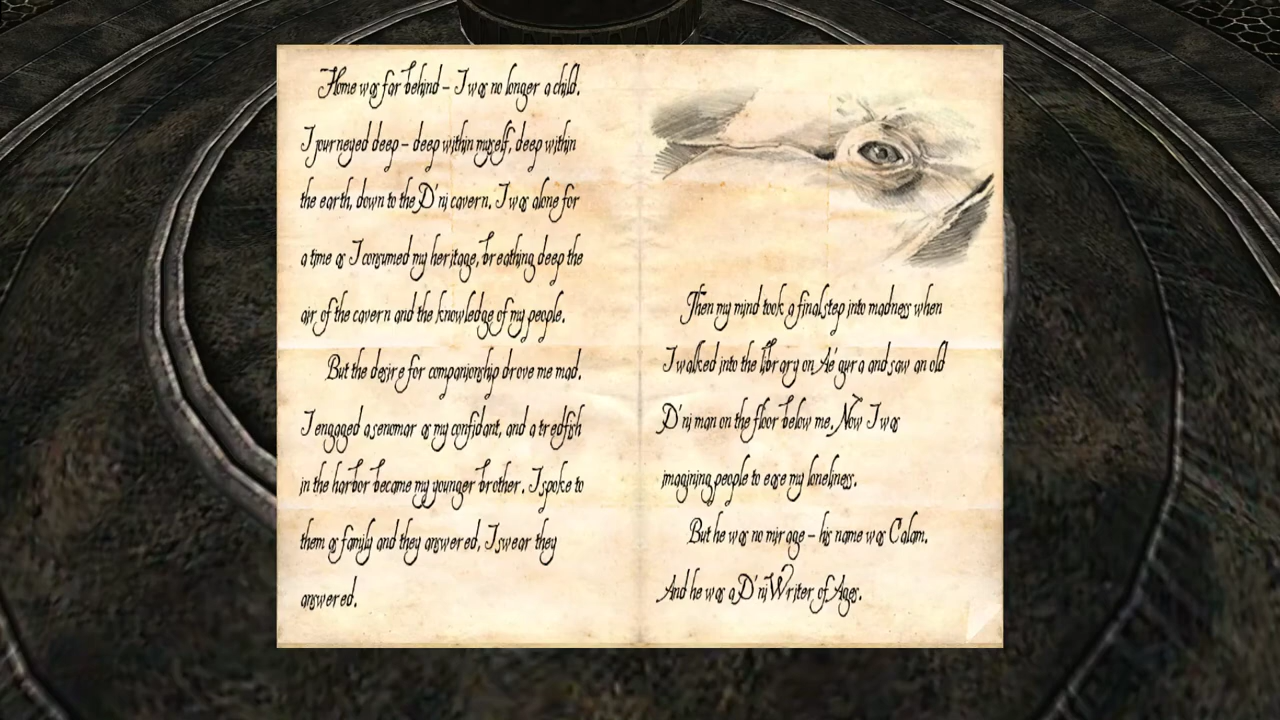 Home was far behind – I was no longer a child.
I journeyed deep – deep within myself, deep within
the earth, down to the D'ni cavern. I was alone for
a time as I consumed my heritage, breathing deep the
air of the cavern and the knowledge of my people.
But the desire for companionship drove me mad.
I engaged a senomar as my confidant, and a tredfish
in the harbor became my younger brother. I spoke to
them as family and they answered, I swear they
answered.
Then my mind took a final step into madness when
I walked into the library on Ae'gura and saw an old
D'ni man on the floor below me. Now I was
imagining people to ease my loneliness.
But he was no mirage – his name was Calam.
And he was a D'ni Writer of Ages.